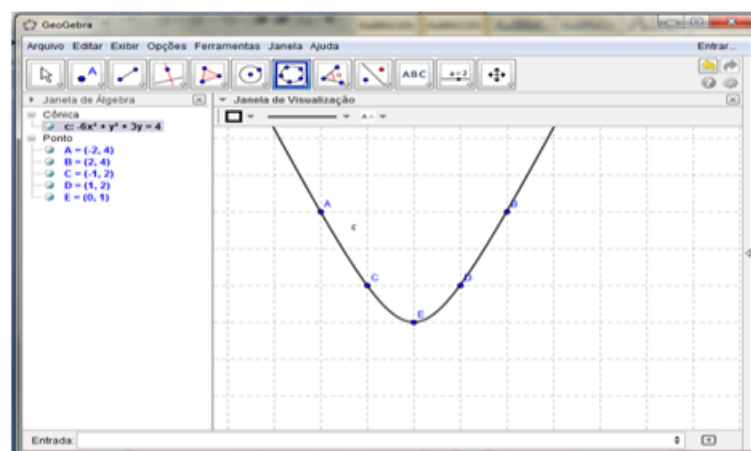 GeoGebra
Arquivo Editar Exibir Opções Ferramentas Janela Ajuda
Entrar...
A
ABC
a=2
Janela de Álgebra
Janela de Visualização
Cônica
c: -6x² + y² + 3y = 4
Ponto
A = (-2, 4)
B = (2, 4)
C = (-1, 2)
D = (1, 2)
E = (0, 1)
A
B
c
C
D
E
Entrada: